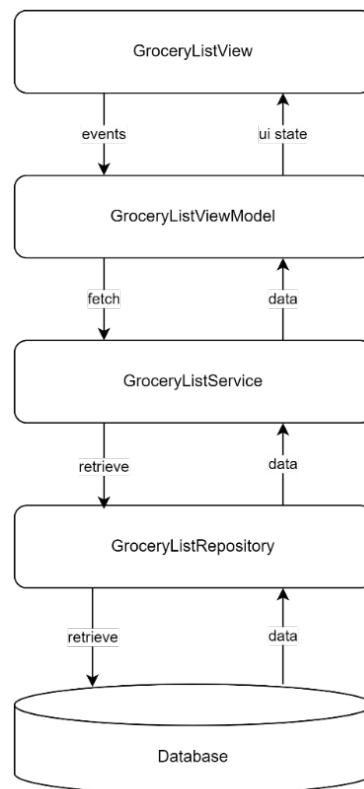 GroceryListView
events
ui state
GroceryListViewModel
fetch
data
GroceryListService
retrieve
data
GroceryListRepository
retrieve
data
Database